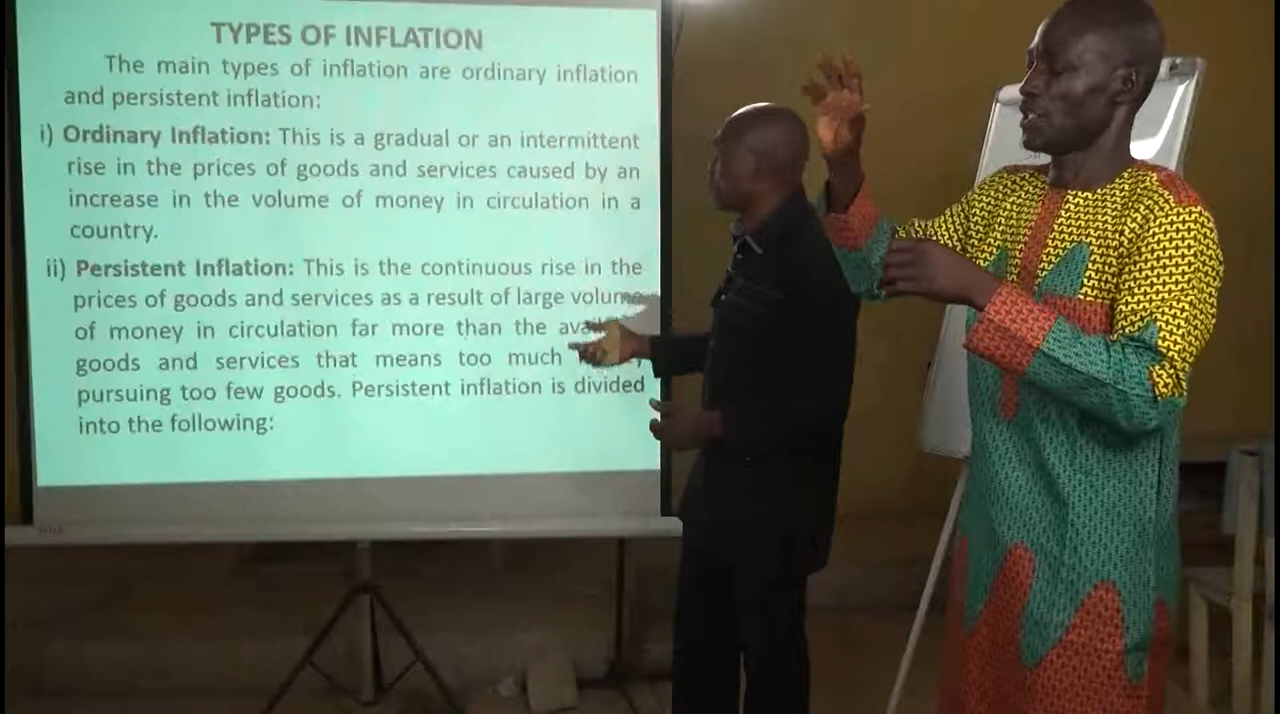 TYPES OF INFLATION
The main types of inflation are ordinary inflation
and persistent inflation:
i) Ordinary Inflation: This is a gradual or an intermittent
rise in the prices of goods and services caused by an
increase in the volume of money in circulation in a
country.
ii) Persistent Inflation: This is the continuous rise in the
prices of goods and services as a result of large volume
of money in circulation far more than the
goods and services that means too much
pursuing too few goods. Persistent inflation is divided
into the following: